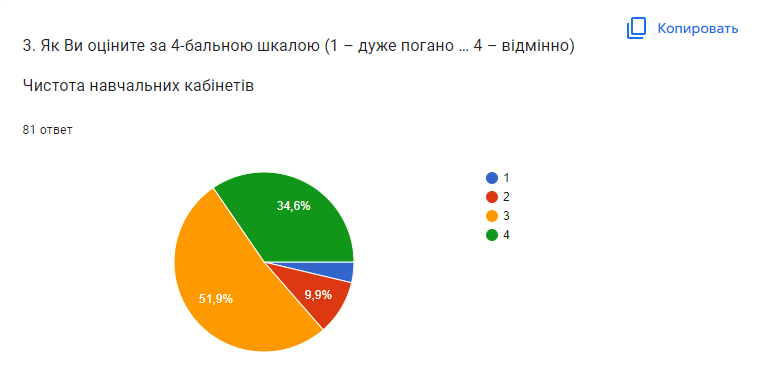 Копировать
3. Як Ви оціните за 4-бальною шкалою (1 – дуже погано ... 4 – відмінно)
Чистота навчальних кабінетів
81 ответ
34,6%
51,9%
9,9%
1
2
3
4